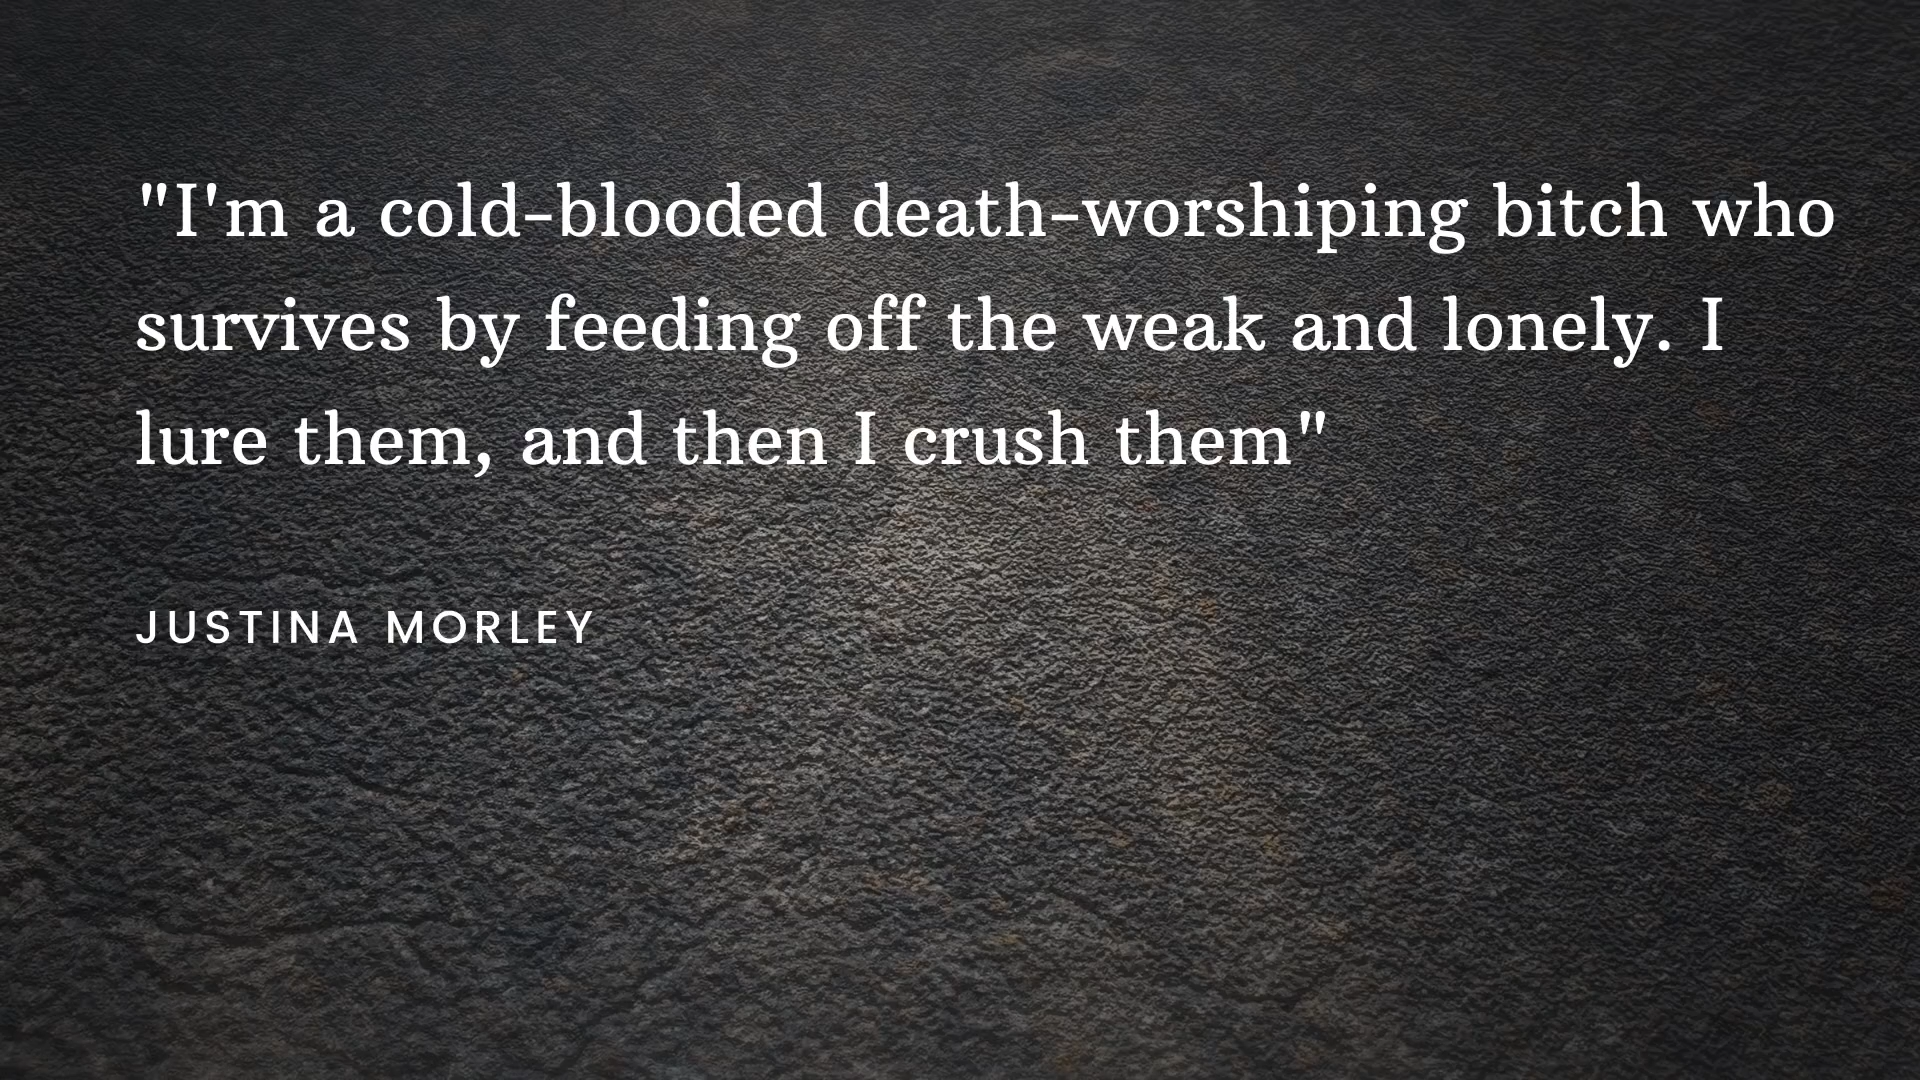 "I'm a cold-blooded death-worshiping bitch who
survives by feeding off the weak and lonely. I
lure them, and then I crush them"
JUSTINA MORLEY